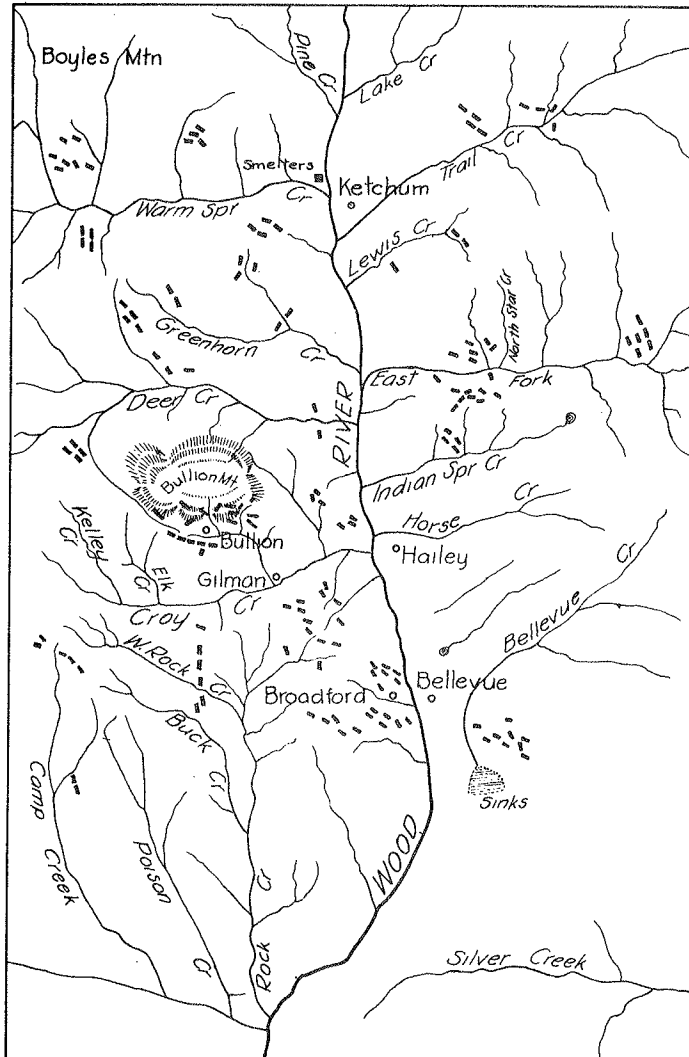 Pine Cr
Boyles Mtn
Lake Cr
Smelters
Trail Cr
Ketchum
Warm Spr Cr
Lewis Cr
North Star Cr
Greenhorn Cr
East Fork
Deer Cr
RIVER
Bullion Mt.
Indian Spr Cr
Horse Cr
Bullion
Kelley Cr
Elk Cr
Gilman
Hailey
Croy Cr
Bellevue Cr
W. Rock Cr
Broadford
Bellevue
Buck Cr
Camp Creek
Poison Cr
Sinks
WOOD
Rock Cr
Silver Creek